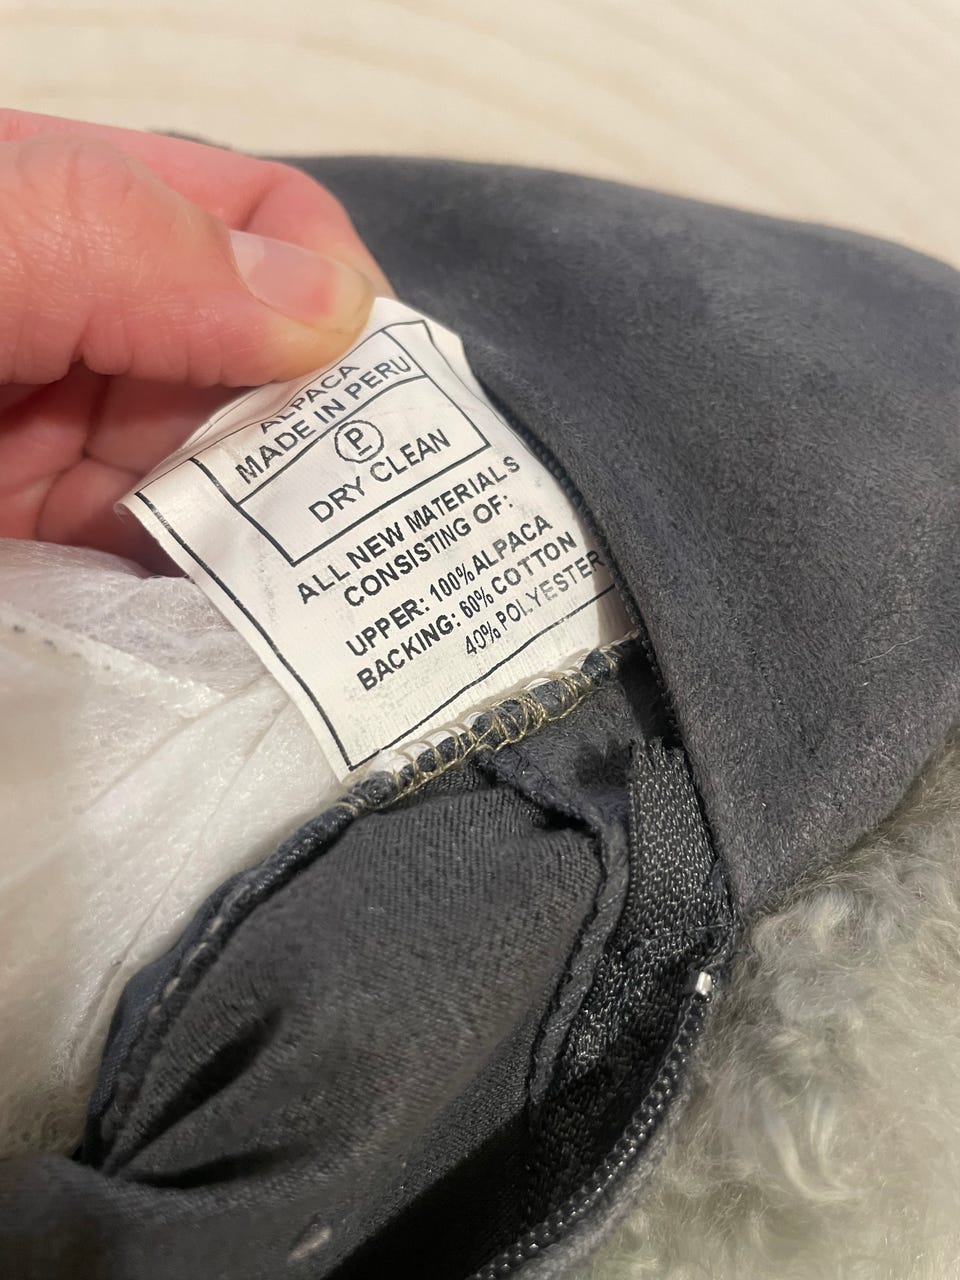 ALPACA
MADE IN PERU
P
DRY CLEAN
ALL NEW MATERIALS
CONSISTING OF:
UPPER: 100% ALPACA
BACKING: 60% COTTON
40% POLYESTER